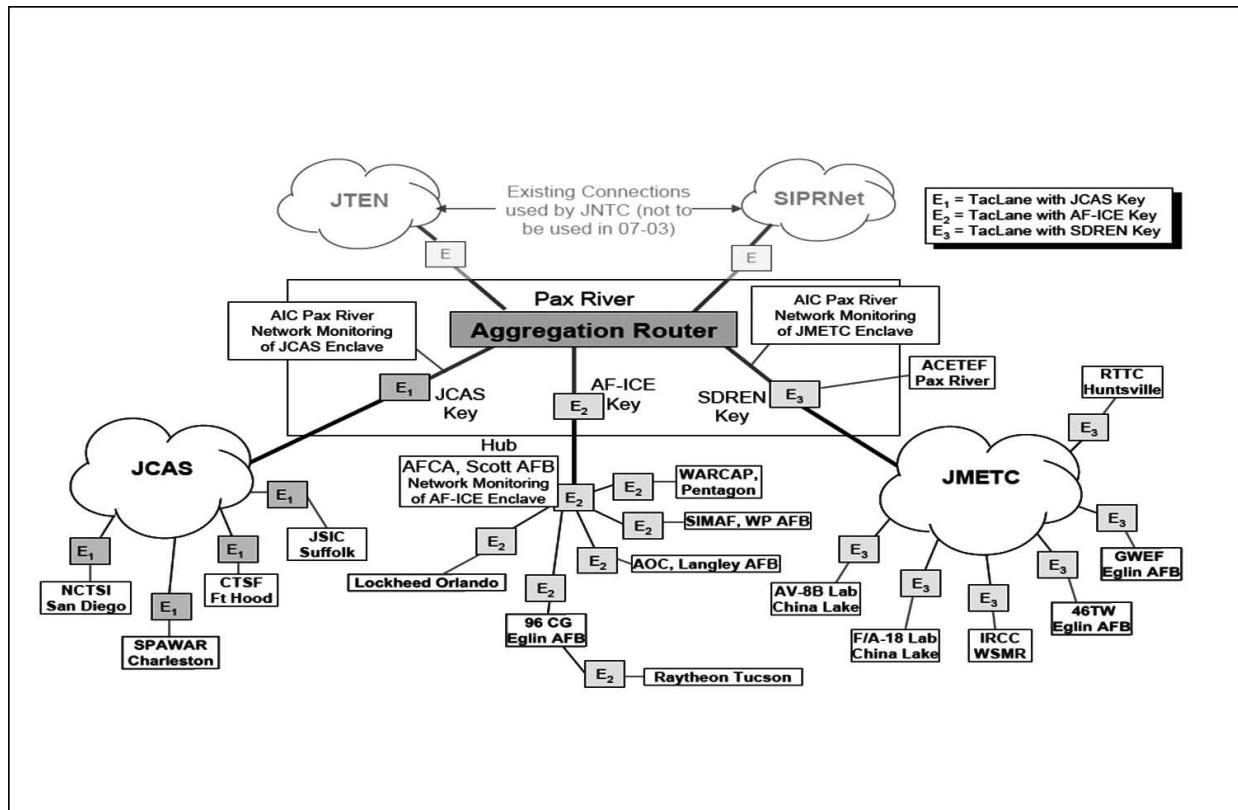 JTEN
Existing Connections
used by JNTC (not to
be used in 07-03)
SIPRNet
E₁ = TacLane with JCAS Key
E₂ = TacLane with AF-ICE Key
E₃ = TacLane with SDREN Key
E
E
Pax River
AIC Pax River
Network Monitoring
of JCAS Enclave
Aggregation Router
AIC Pax River
Network Monitoring
of JMETC Enclave
E₁
JCAS
Key
AF-ICE
Key
E₂
SDREN
Key
E₃
ACETEF
Pax River
RTTC
Huntsville
E₃
JCAS
Hub
AFCA, Scott AFB
Network Monitoring
of AF-ICE Enclave
E₂
E₂
WARCAP,
Pentagon
JMETC
E₁
JSIC
Suffolk
E₂
SIMAF, WP AFB
E₃
GWEF
Eglin AFB
E₁
NCTSI
San Diego
E₁
CTSF
Ft Hood
E₁
SPAWAR
Charleston
E₂
Lockheed Orlando
E₂
AOC, Langley AFB
E₂
96 CG
Eglin AFB
E₂
Raytheon Tucson
E₃
AV-8B Lab
China Lake
E₃
F/A-18 Lab
China Lake
E₃
IRCC
WSMR
E₃
46TW
Eglin AFB